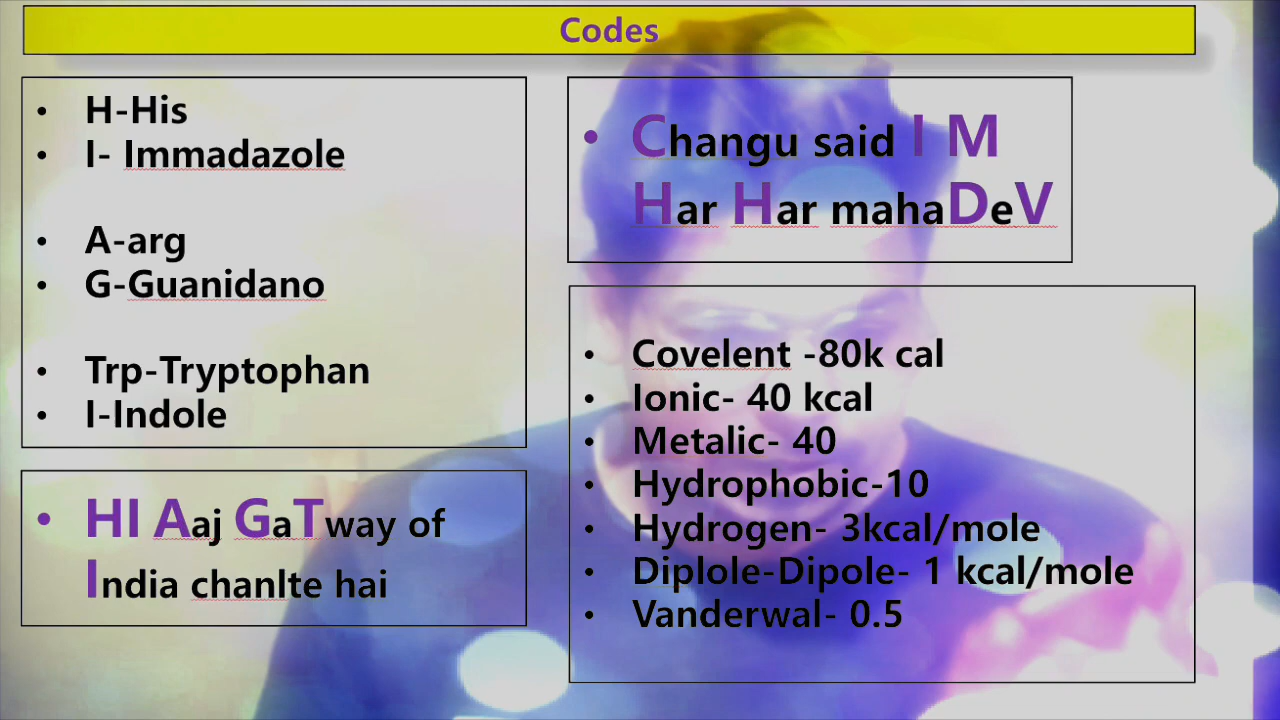 Codes
• H-His
• I- Immadazole
• A-arg
• G-Guanidano
• Trp-Tryptophan
• I-Indole
• HI Aaj GaTway of
India chanlte hai
• Changu said I M
Har Har mahaDeV
• Covelent -80k cal
• Ionic- 40 kcal
• Metalic- 40
• Hydrophobic-10
• Hydrogen- 3kcal/mole
• Diplole-Dipole- 1 kcal/mole
• Vanderwal- 0.5